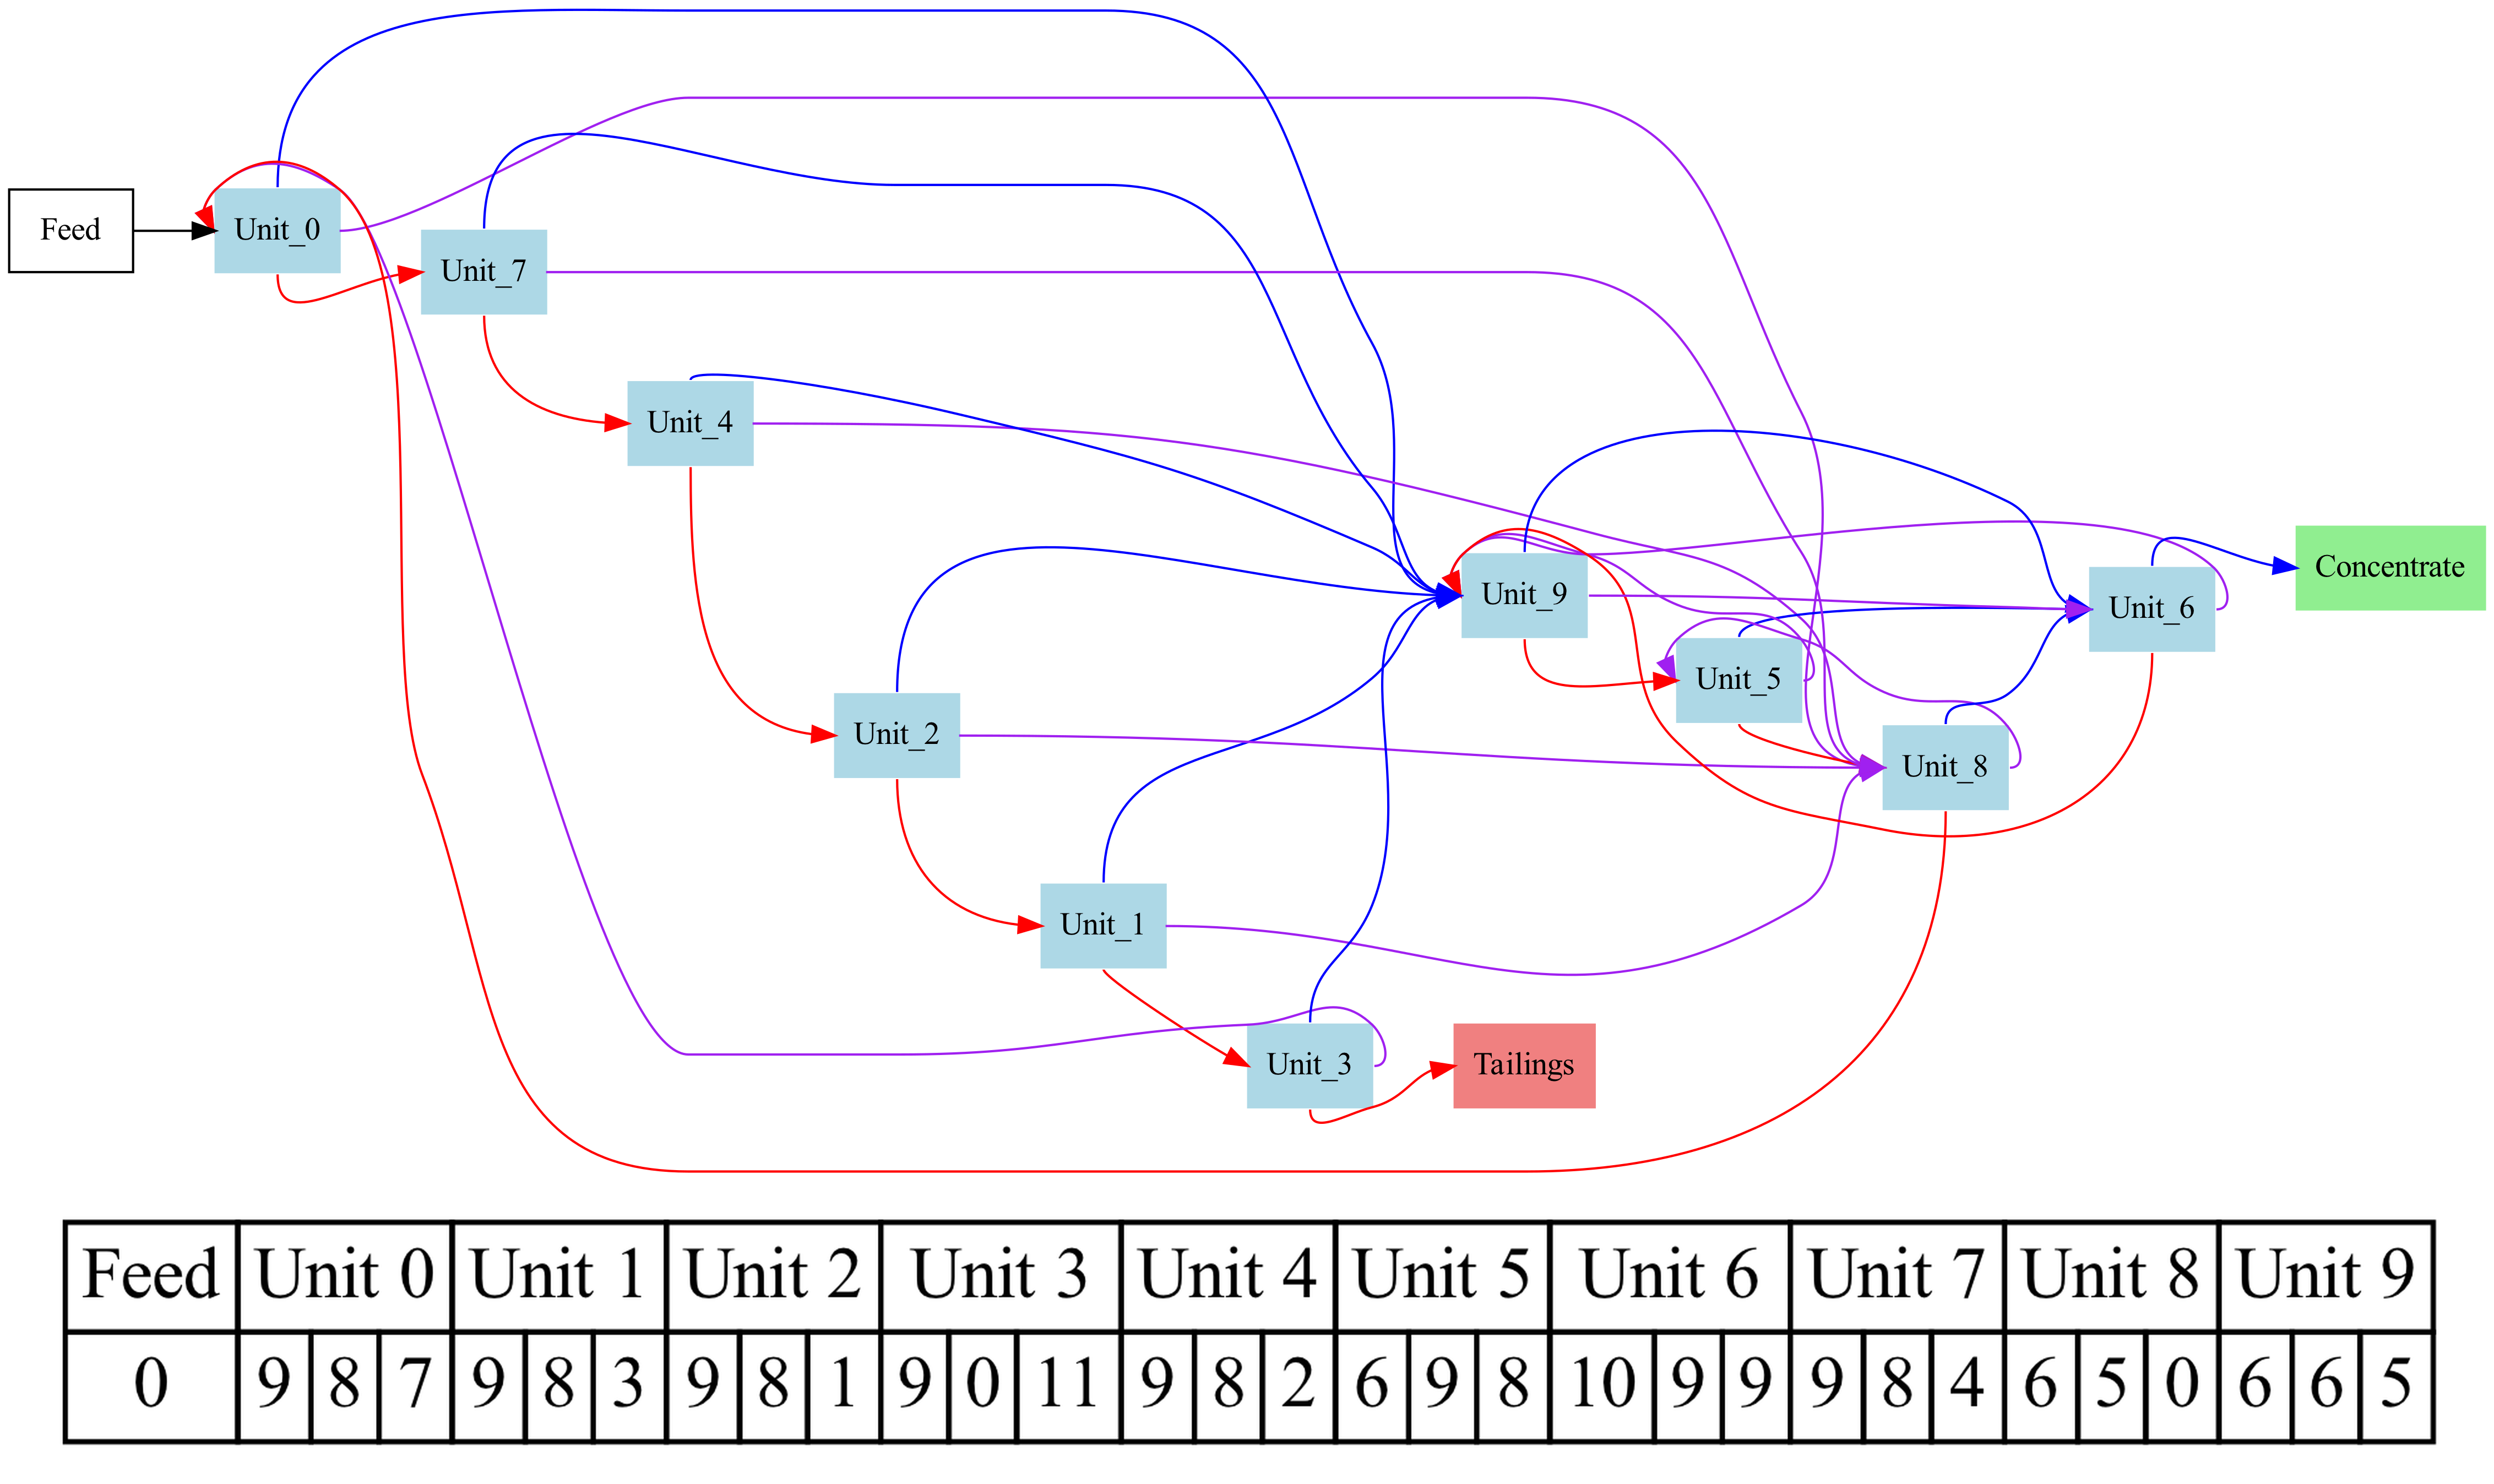 Feed
Unit_0
Unit_7
Unit_4
Unit_2
Unit_1
Unit_3
Tailings
Unit_9
Unit_5
Unit_8
Unit_6
Concentrate
Feed Unit 0 Unit 1 Unit 2 Unit 3 Unit 4 Unit 5 Unit 6 Unit 7 Unit 8 Unit 9
0 9 8 7 9 8 3 9 8 1 9 0 11 9 8 2 6 9 8 10 9 9 9 8 4 6 5 0 6 6 5